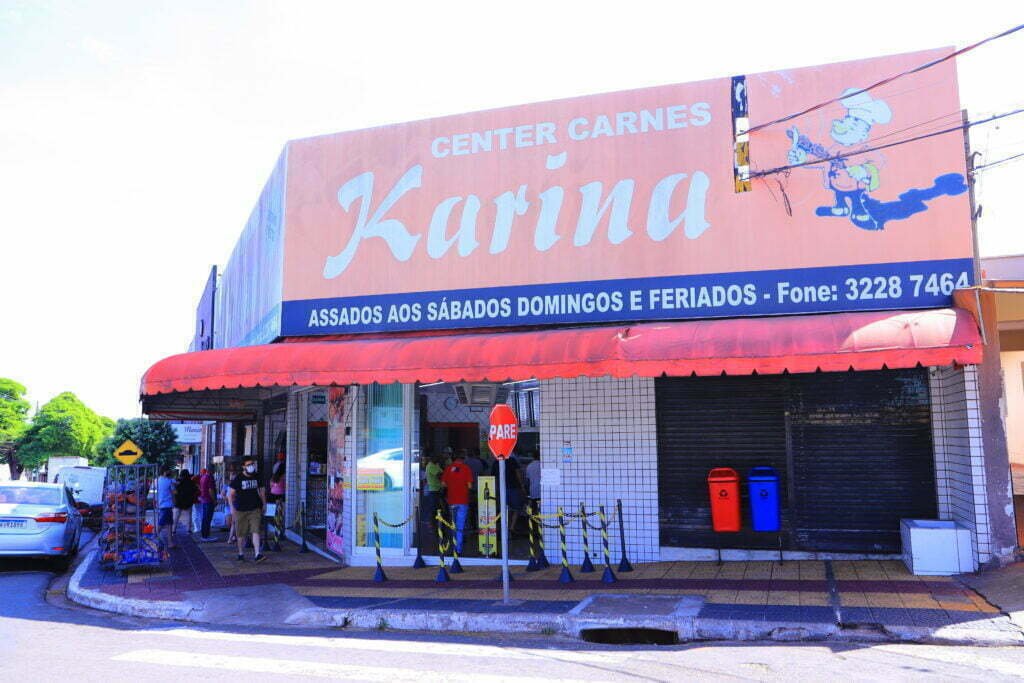 CENTER CARNES
Karina
ASSADOS AOS SÁBADOS DOMINGOS E FERIADOS - Fone: 3228 7464
PARE